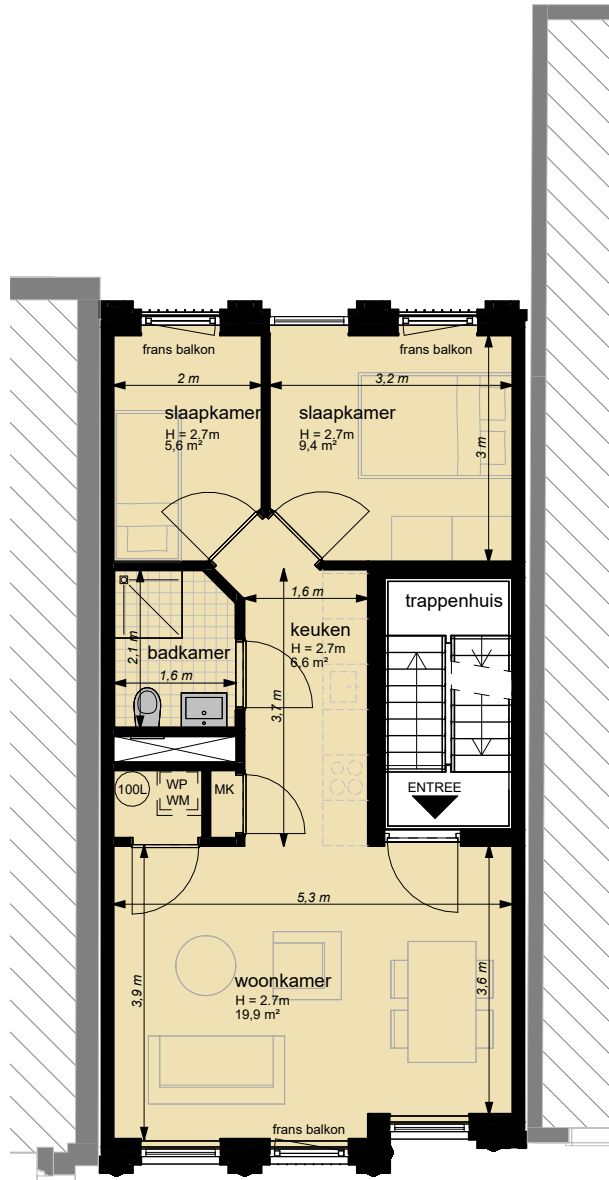 frans balkon
frans balkon
2 m
3,2 m
slaapkamer
H = 2.7m
5,6 m²
slaapkamer
H = 2.7m
9,4 m²
3 m
1,6 m
trappenhuis
keuken
H = 2.7m
6,6 m²
badkamer
2,1 m
1,6 m
3,7 m
100L
WP
WM
MK
ENTREE
5,3 m
3,9 m
3,6 m
woonkamer
H = 2.7m
19,9 m²
frans balkon